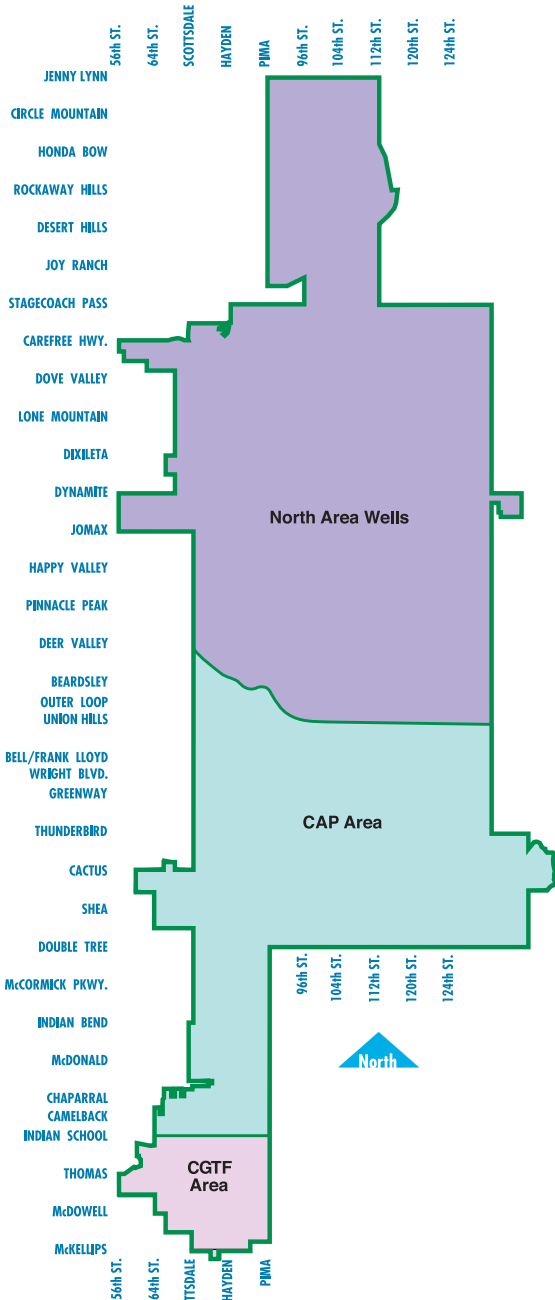 56th ST.
64th ST.
SCOTTSDALE
HAYDEN
PIMA
96th ST.
104th ST.
112th ST.
120th ST.
124th ST.
JENNY LYNN
CIRCLE MOUNTAIN
HONDA BOW
ROCKAWAY HILLS
DESERT HILLS
JOY RANCH
STAGECOACH PASS
CAREFREE HWY.
DOVE VALLEY
LONE MOUNTAIN
DIXILETA
DYNAMITE
JOMAX
HAPPY VALLEY
PINNACLE PEAK
DEER VALLEY
BEARDSLEY
OUTER LOOP
UNION HILLS
BELL/FRANK LLOYD
WRIGHT BLVD.
GREENWAY
THUNDERBIRD
CACTUS
SHEA
DOUBLE TREE
McCORMICK PKWY.
INDIAN BEND
McDONALD
CHAPARRAL
CAMELBACK
INDIAN SCHOOL
THOMAS
McDOWELL
McKELLIPS
North Area Wells
CAP Area
96th ST.
104th ST.
112th ST.
120th ST.
124th ST.
North
CGTF
Area
56th ST.
64th ST.
TTSDALE
HAYDEN
PIMA